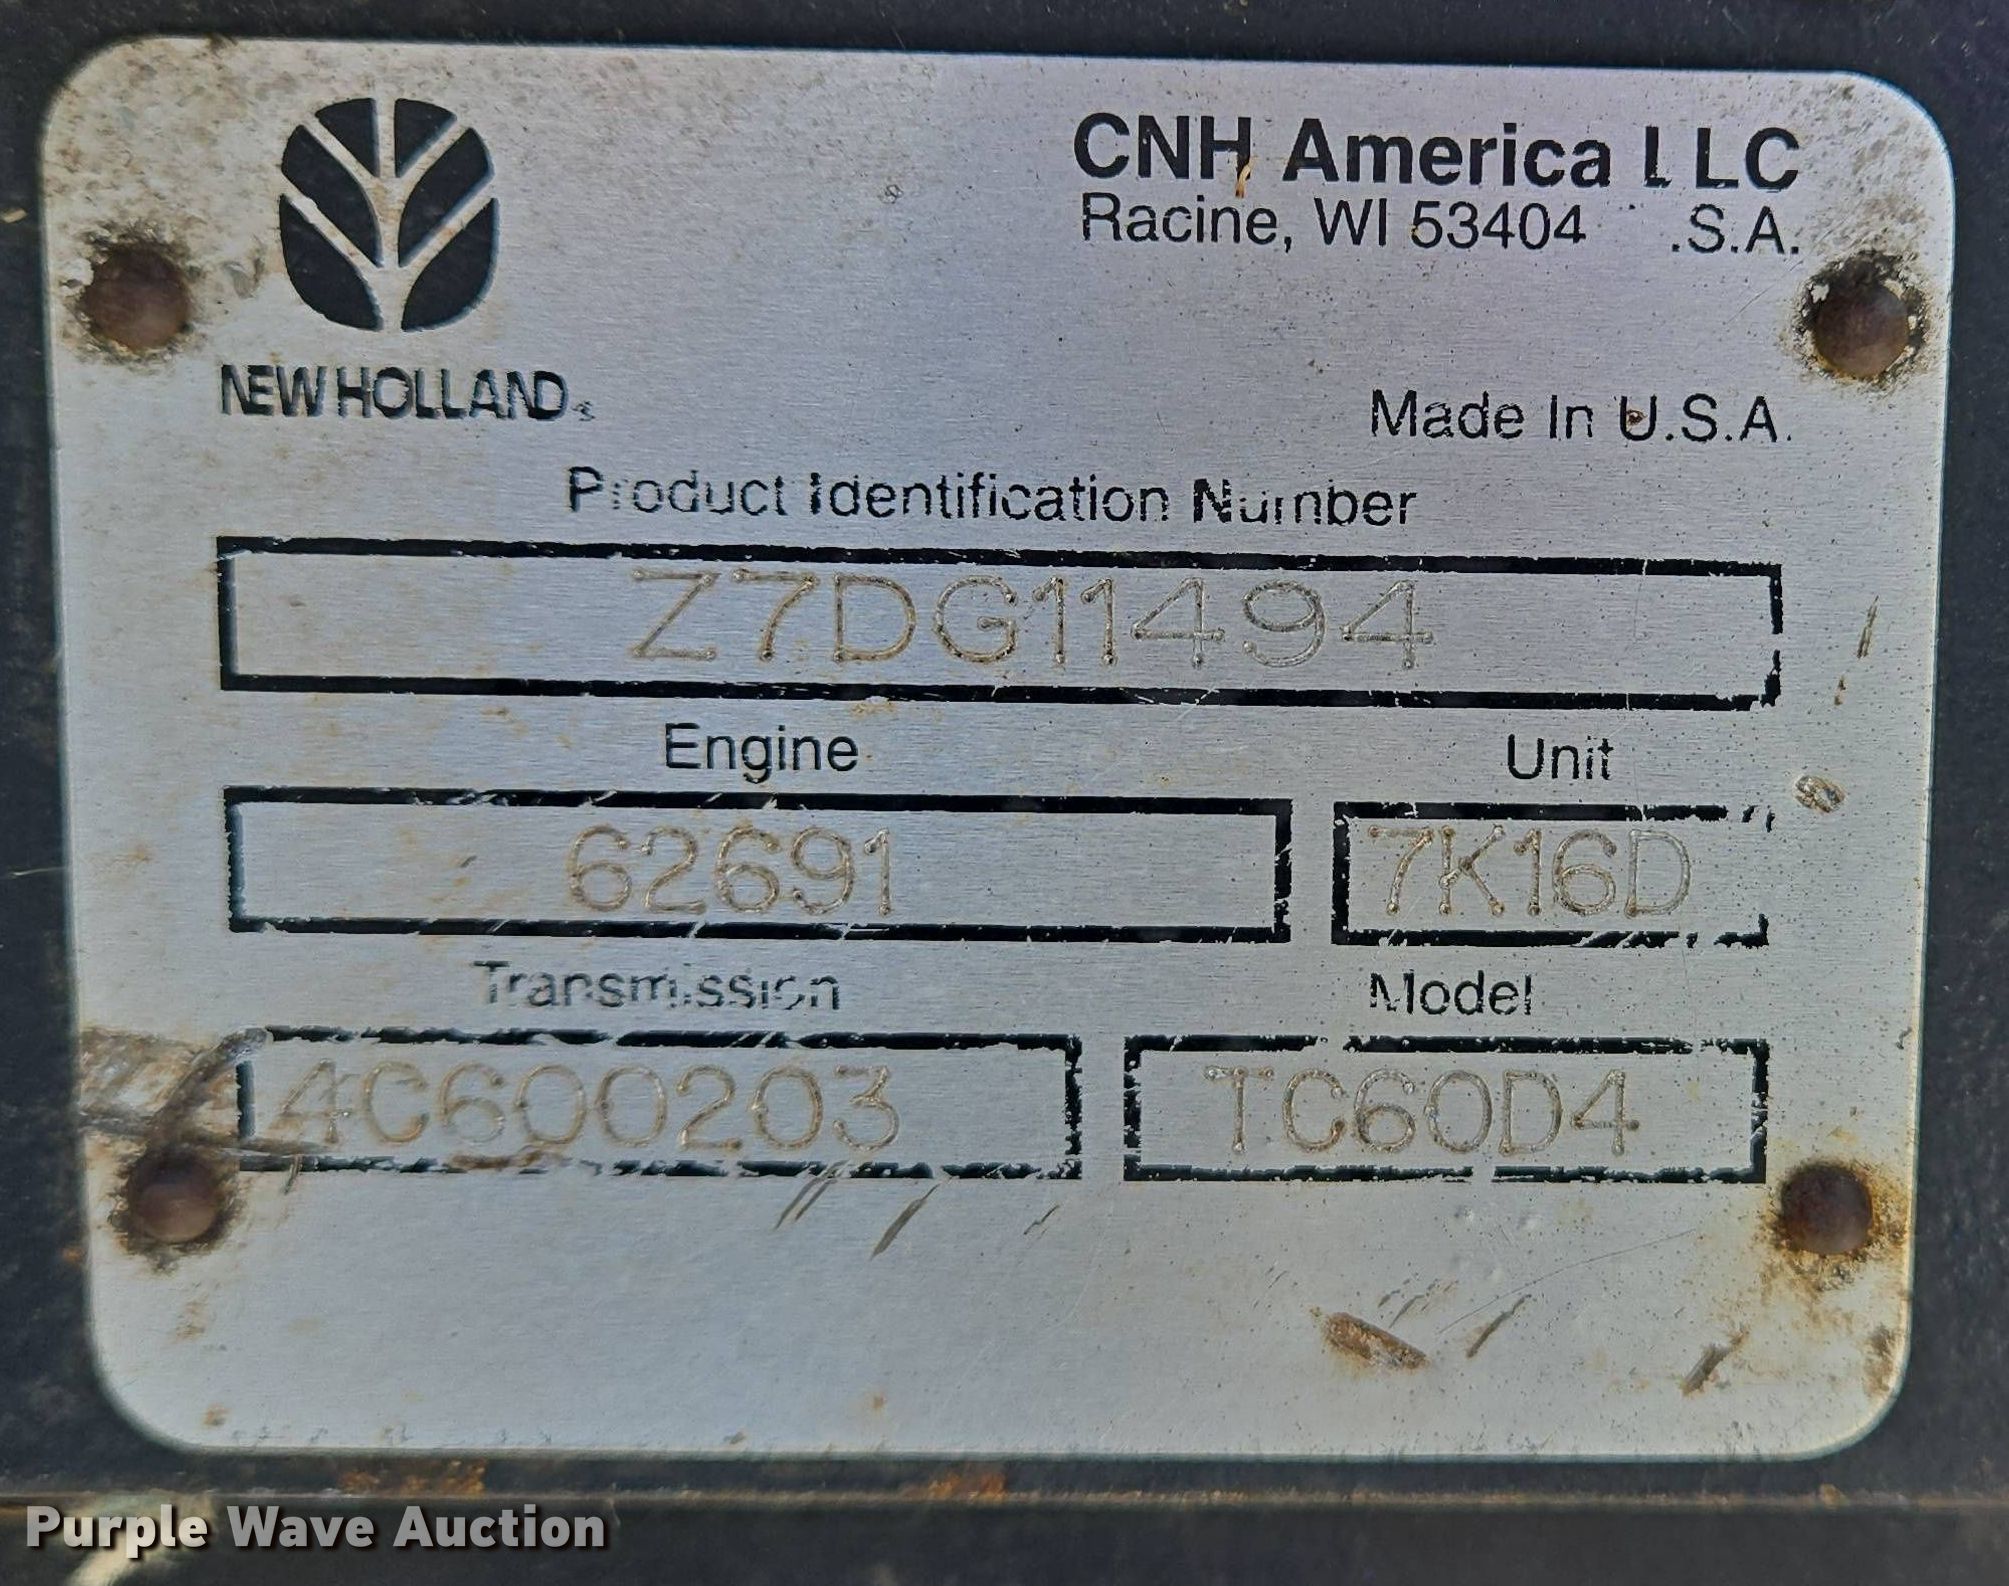 CNH America LLC
Racine, WI 53404 .S.A.
NEW HOLLAND
Made In U.S.A.
Product Identification Number
Z7DG11494
Engine Unit
62691 7K16D
Transmission Model
4C600203 TC60D4
Purple Wave Auction